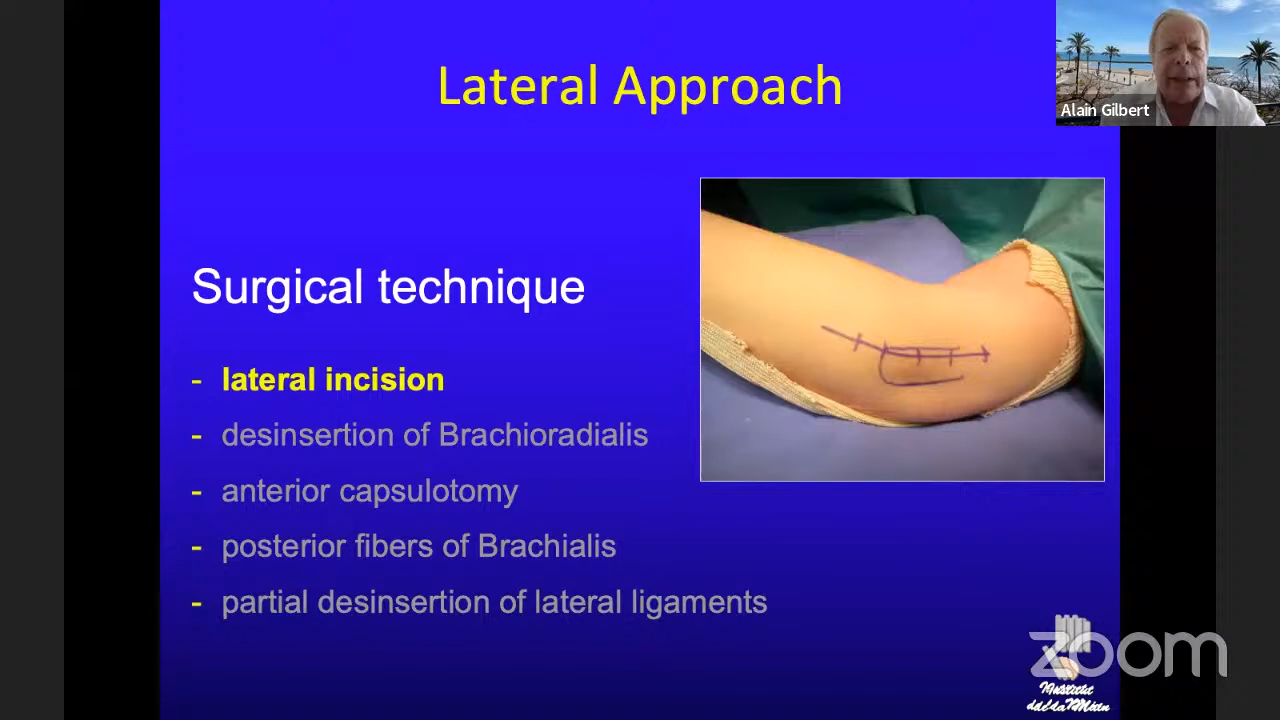 Lateral Approach
Alain Gilbert
Surgical technique
- lateral incision
- desinsertion of Brachioradialis
- anterior capsulotomy
- posterior fibers of Brachialis
- partial desinsertion of lateral ligaments
zoom